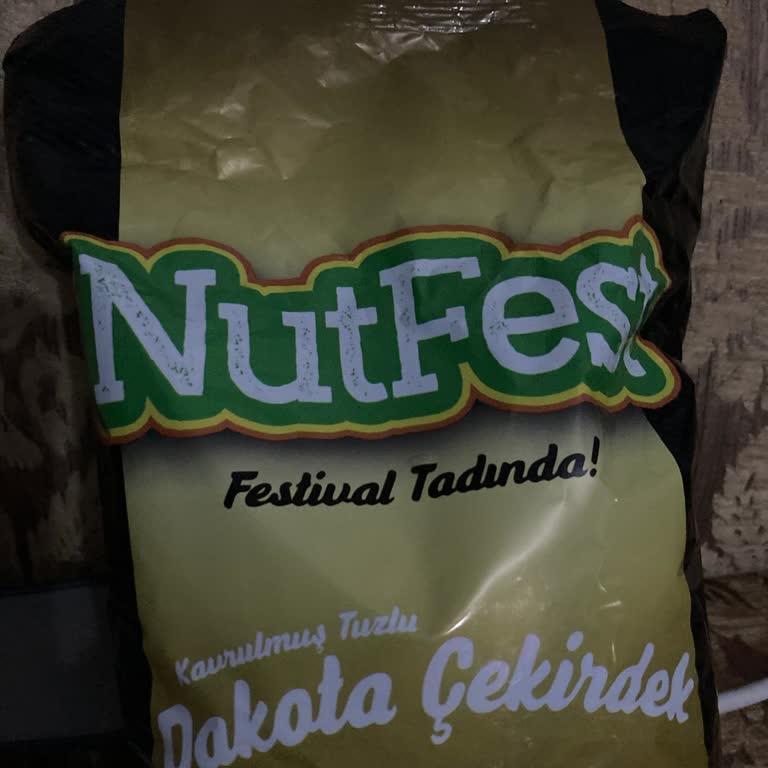 NutFest
Festival Tadında!
Kavrulmuş Tuzlu
Dakota Çekirdek